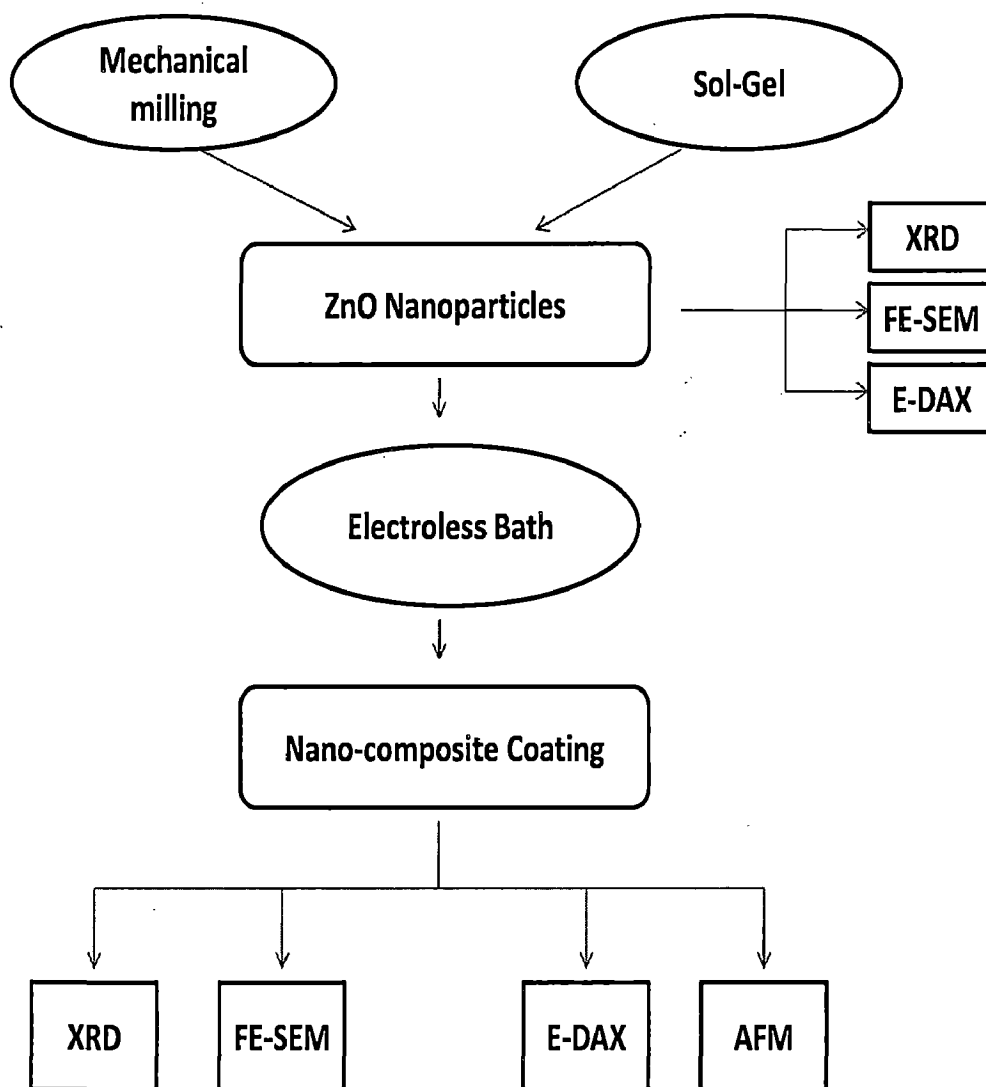 Mechanical
milling
Sol-Gel
XRD
ZnO Nanoparticles
FE-SEM
E-DAX
Electroless Bath
Nano-composite Coating
XRD
FE-SEM
E-DAX
AFM